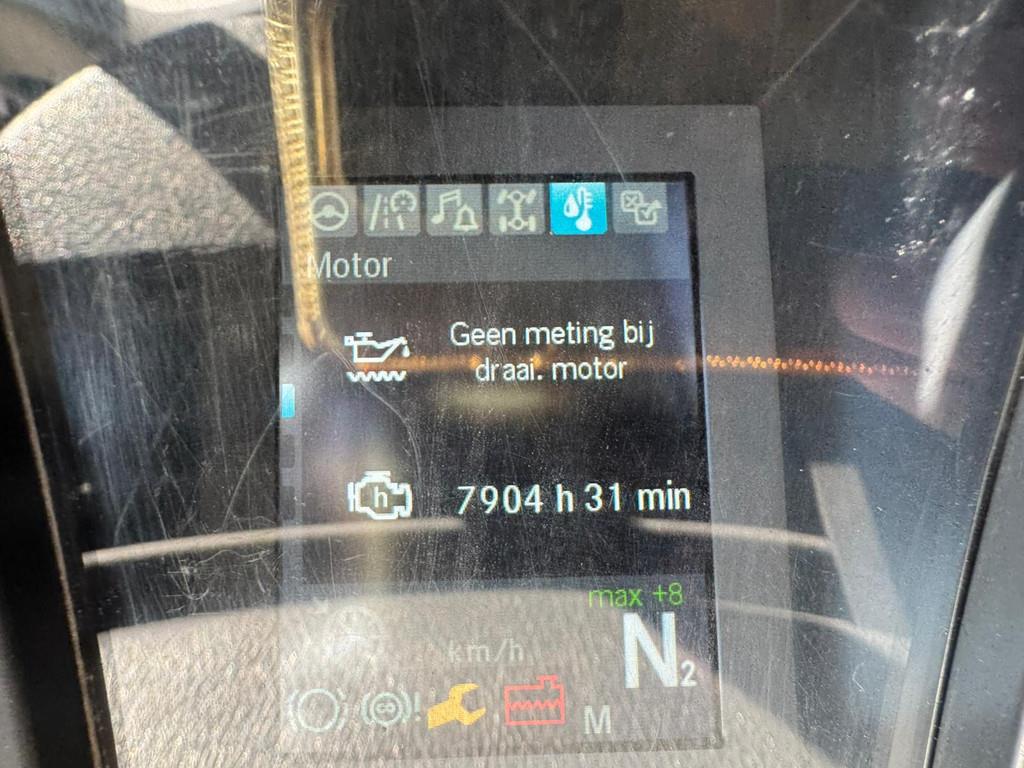 Motor
Geen meting bij
draai. motor
h
7904 h 31 min
max +8
km/h
N2
M